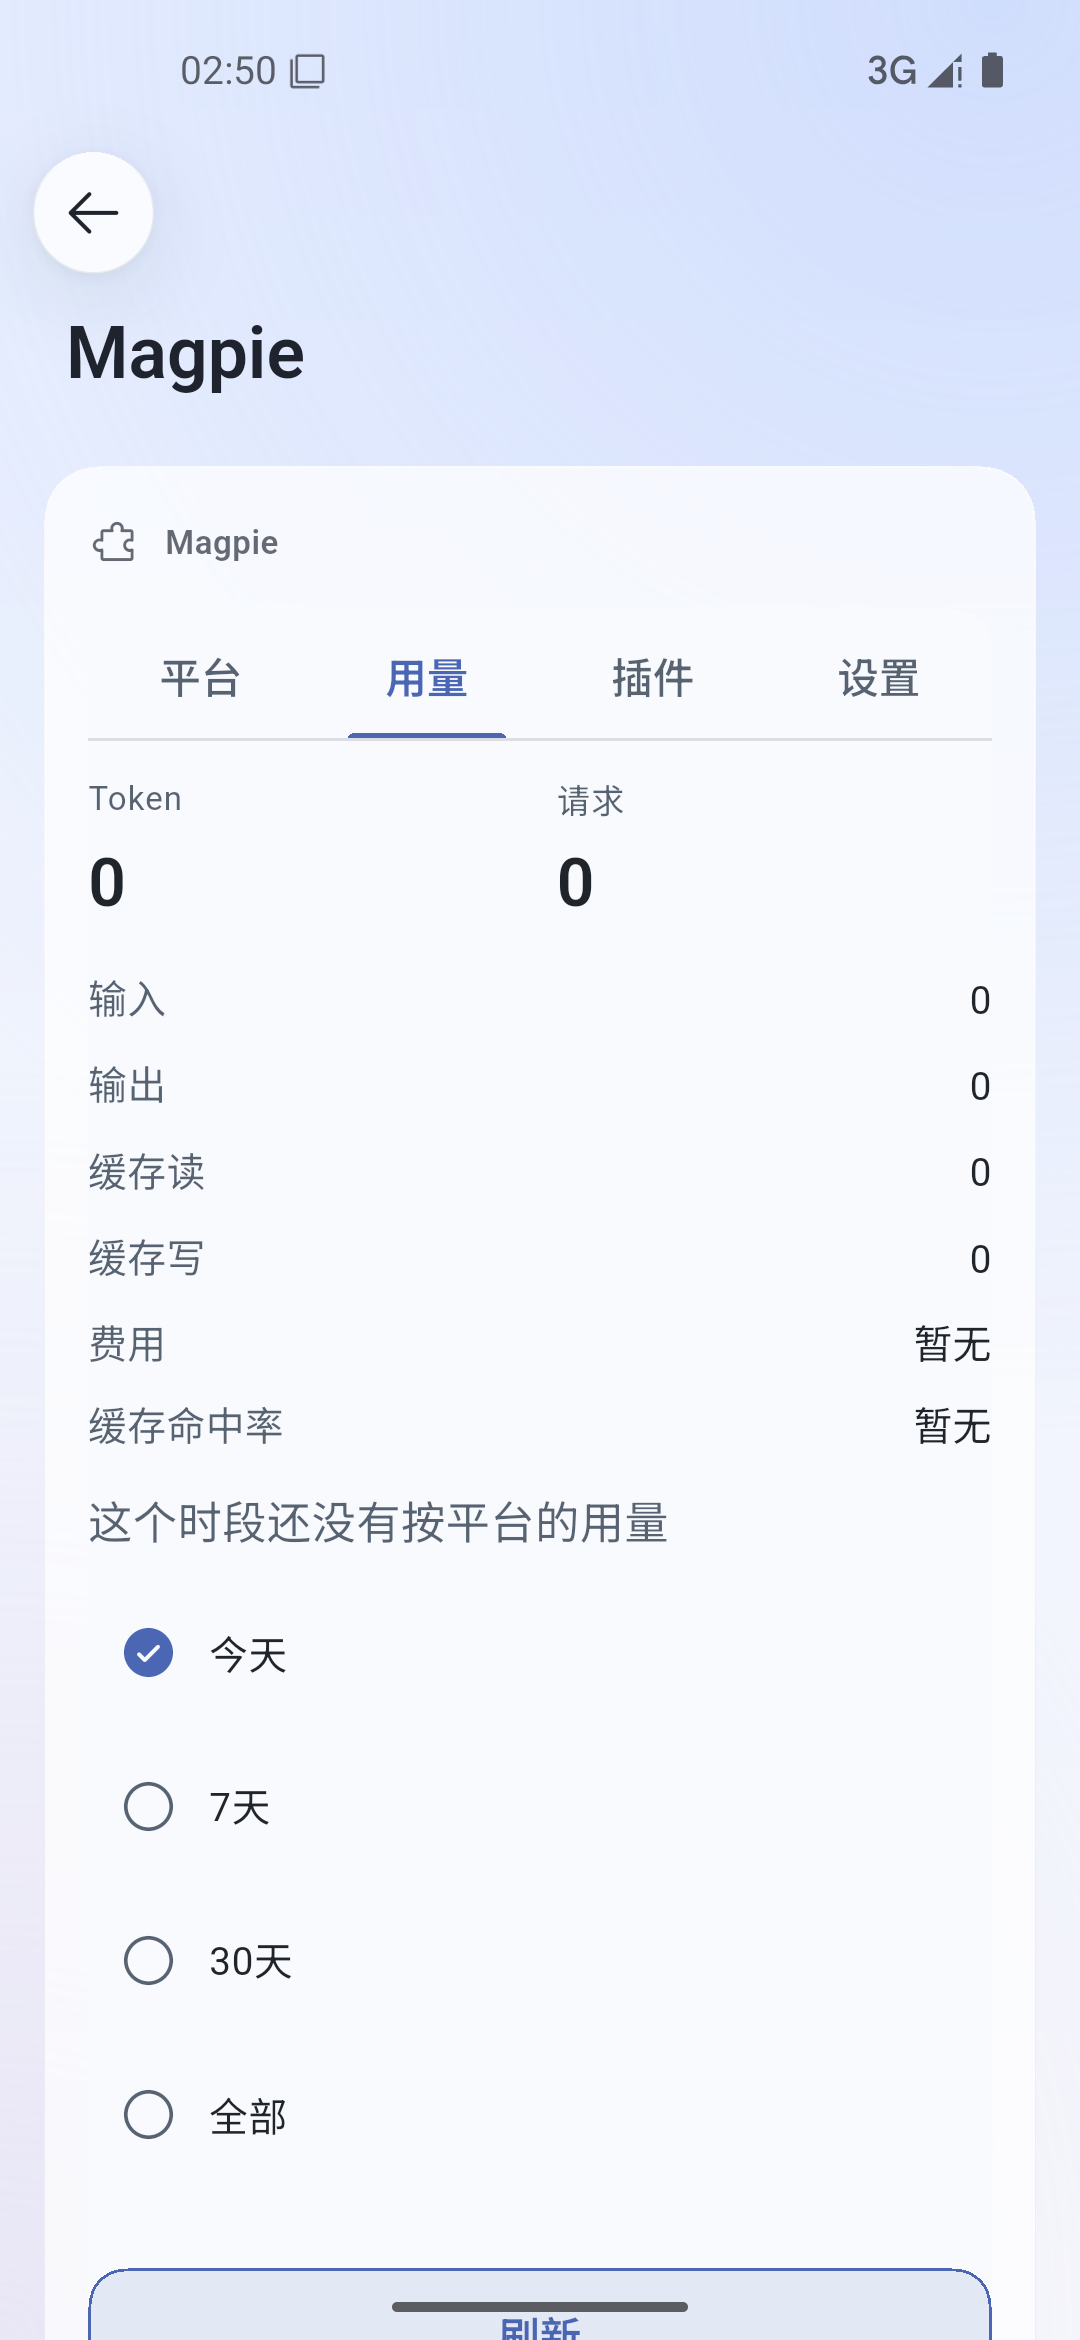 02:50
3G
Magpie
Magpie
平台 用量 插件 设置
Token 请求
0 0
输入 0
输出 0
缓存读 0
缓存写 0
费用 暂无
缓存命中率 暂无
这个时段还没有按平台的用量
今天
7天
30天
全部
刷新